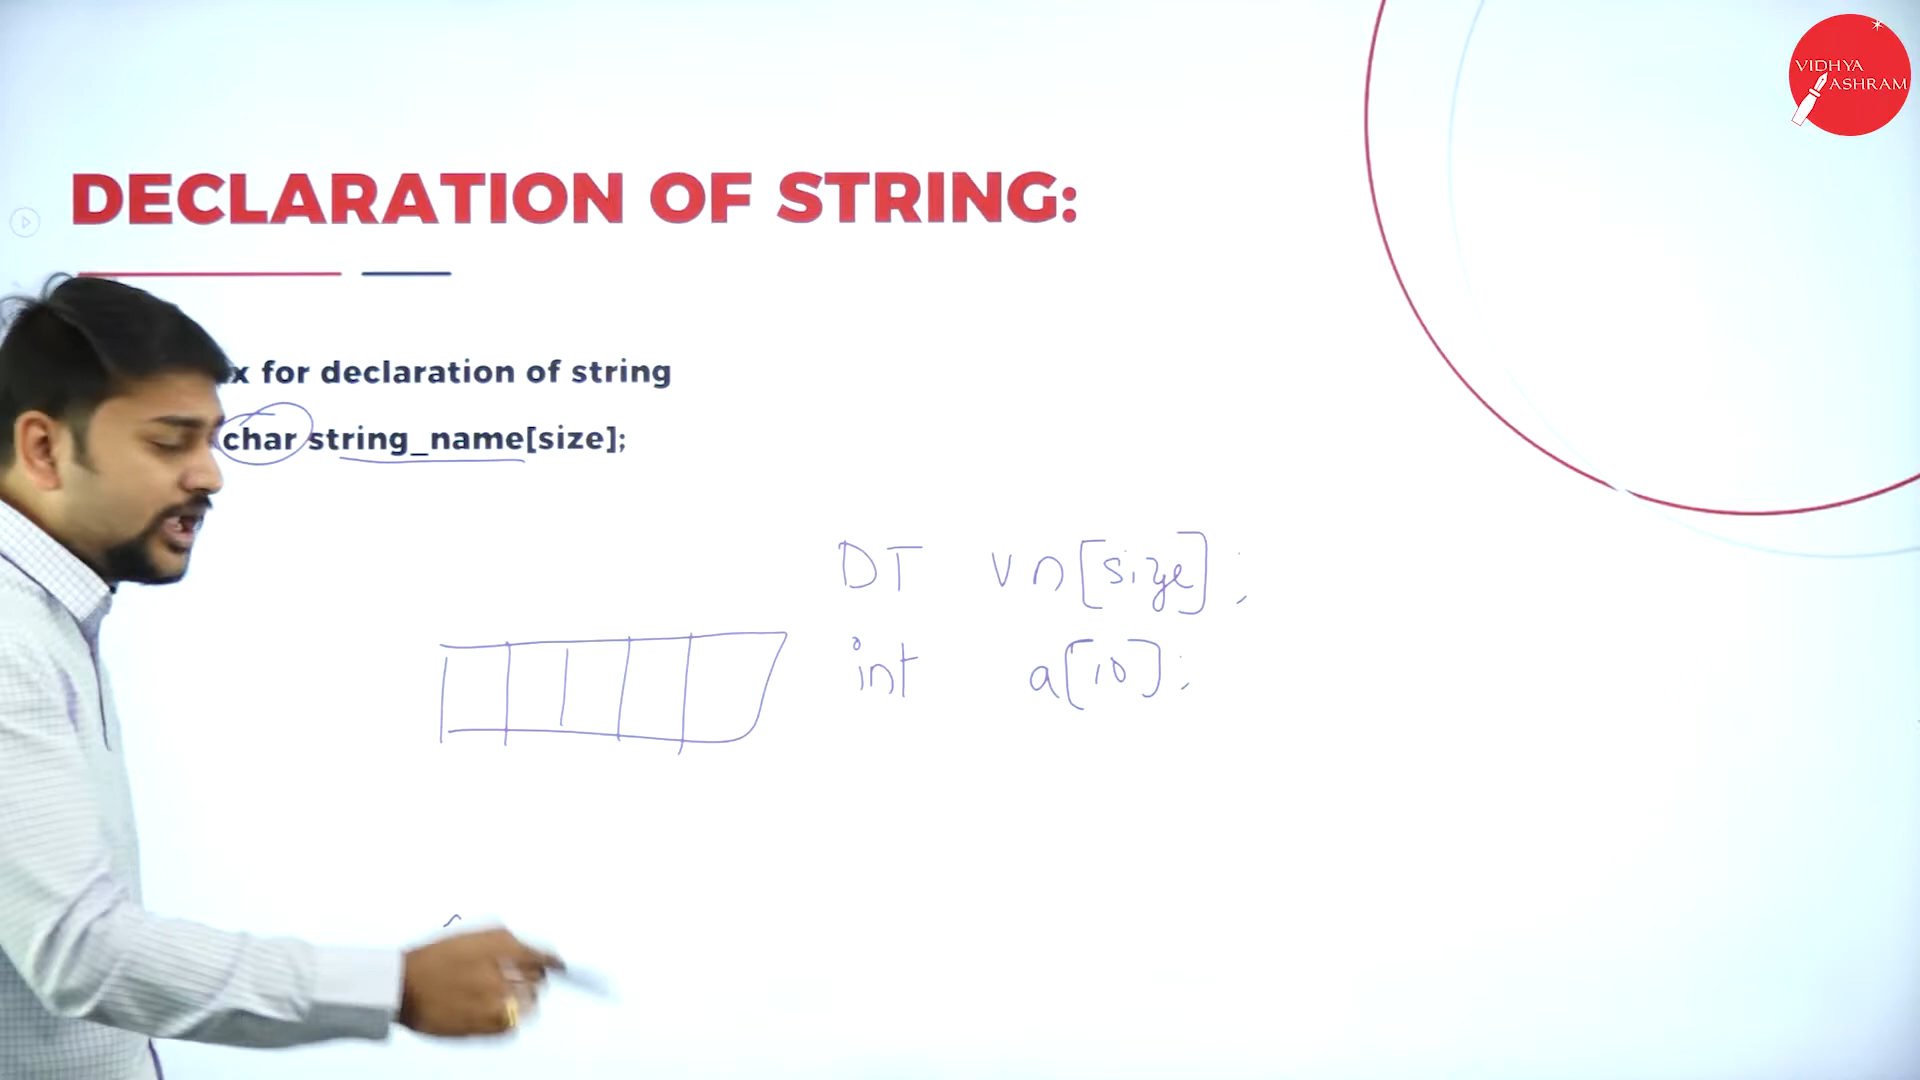 VIDHYA
ASHRAM
DECLARATION OF STRING:
x for declaration of string
char string_name[size];
DT vn[size];
int a[10];